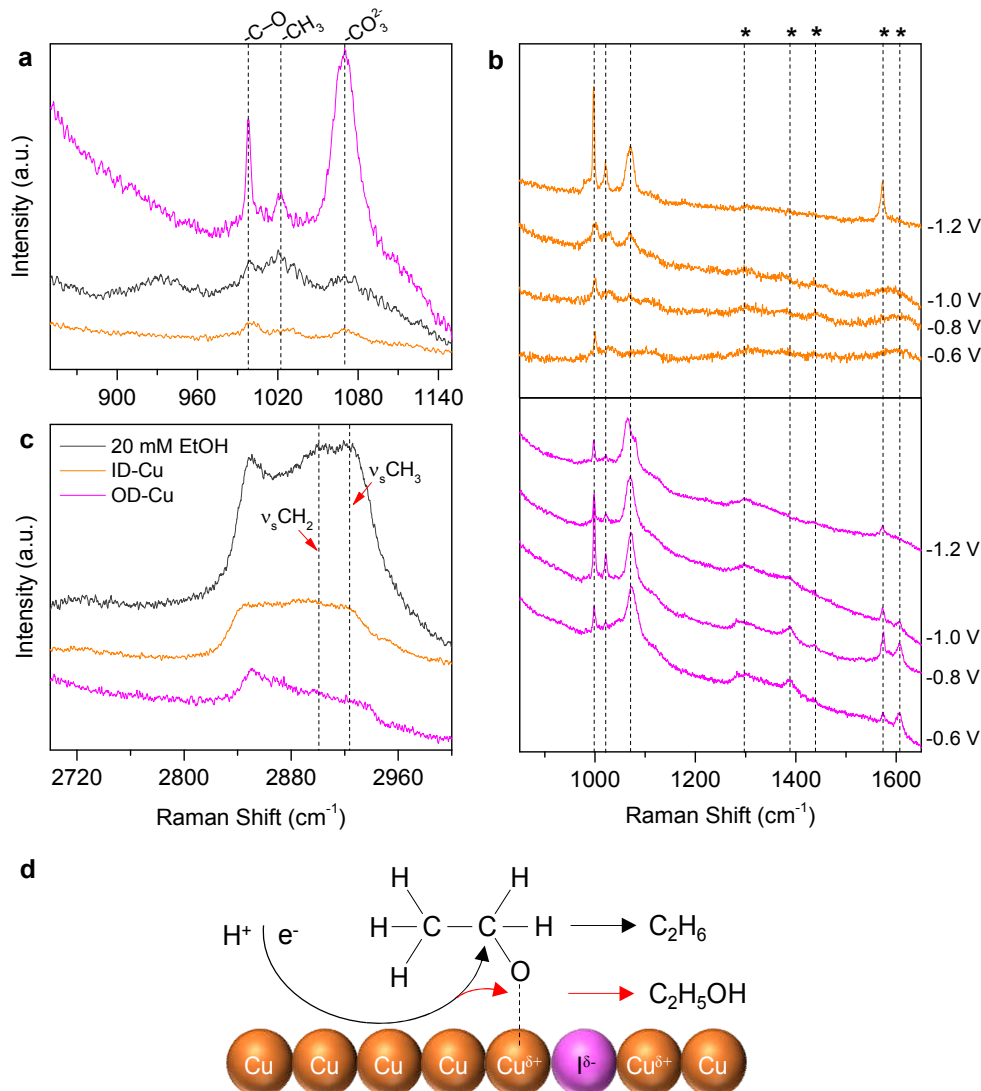 a
-C–O
-CH₃
-CO₃²⁻
Intensity (a.u.)
900 960 1020 1080 1140
b
* * * * *
-1.2 V
-1.0 V
-0.8 V
-0.6 V
-1.2 V
-1.0 V
-0.8 V
-0.6 V
1000 1200 1400 1600
Raman Shift (cm⁻¹)
c
20 mM EtOH
ID-Cu
OD-Cu
νₛCH₃
νₛCH₂
Intensity (a.u.)
2720 2800 2880 2960
Raman Shift (cm⁻¹)
d
H H
H⁺ e⁻ H C C H C₂H₆
H O C₂H₅OH
Cu Cu Cu Cu Cuᵟ⁺ Iᵟ⁻ Cuᵟ⁺ Cu